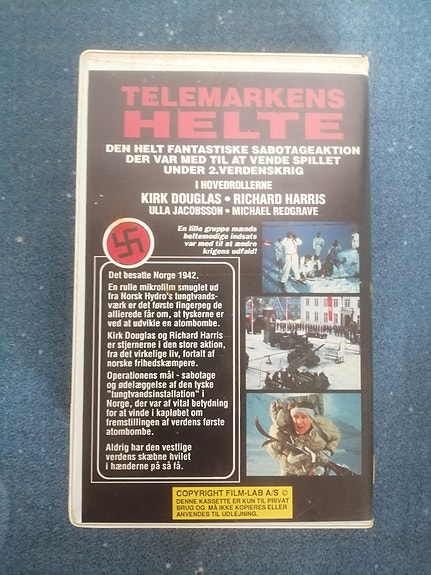 TELEMARKENS
HELTE
DEN HELT FANTASTISKE SABOTAGEAKTION
DER VAR MED TIL AT VENDE SPILLET
UNDER 2.VERDENSKRIG
I HOVEDROLLERNE
KIRK DOUGLAS • RICHARD HARRIS
ULLA JACOBSSON • MICHAEL REDGRAVE
En lille gruppe mænds
heltemodige indsats
var med til at ændre
krigens udfald!
Det besatte Norge 1942.
En rulle mikrofilm smuglet ud
fra Norsk Hydro's tungtvands-
værk er det første fingerpeg de
allierede får om, at tyskerne er
ved at udvikle en atombombe.
Kirk Douglas og Richard Harris
er stjernerne i den store aktion,
fra det virkelige liv, fortalt af
norske frihedskæmpere.
Operationens mål - sabotage
og ødelæggelse af den tyske
"tungtvandsinstallation" i
Norge, der var af vital betydning
for at vinde i kapløbet om
fremstillingen af verdens første
atombombe.
Aldrig har den vestlige
verdens skæbne hvilet
i hænderne på så få.
COPYRIGHT FILM-LAB A/S ©
DENNE KASSETTE ER KUN TIL PRIVAT
BRUG OG MÅ IKKE KOPIERES ELLER
ANVENDES TIL UDLEJNING.